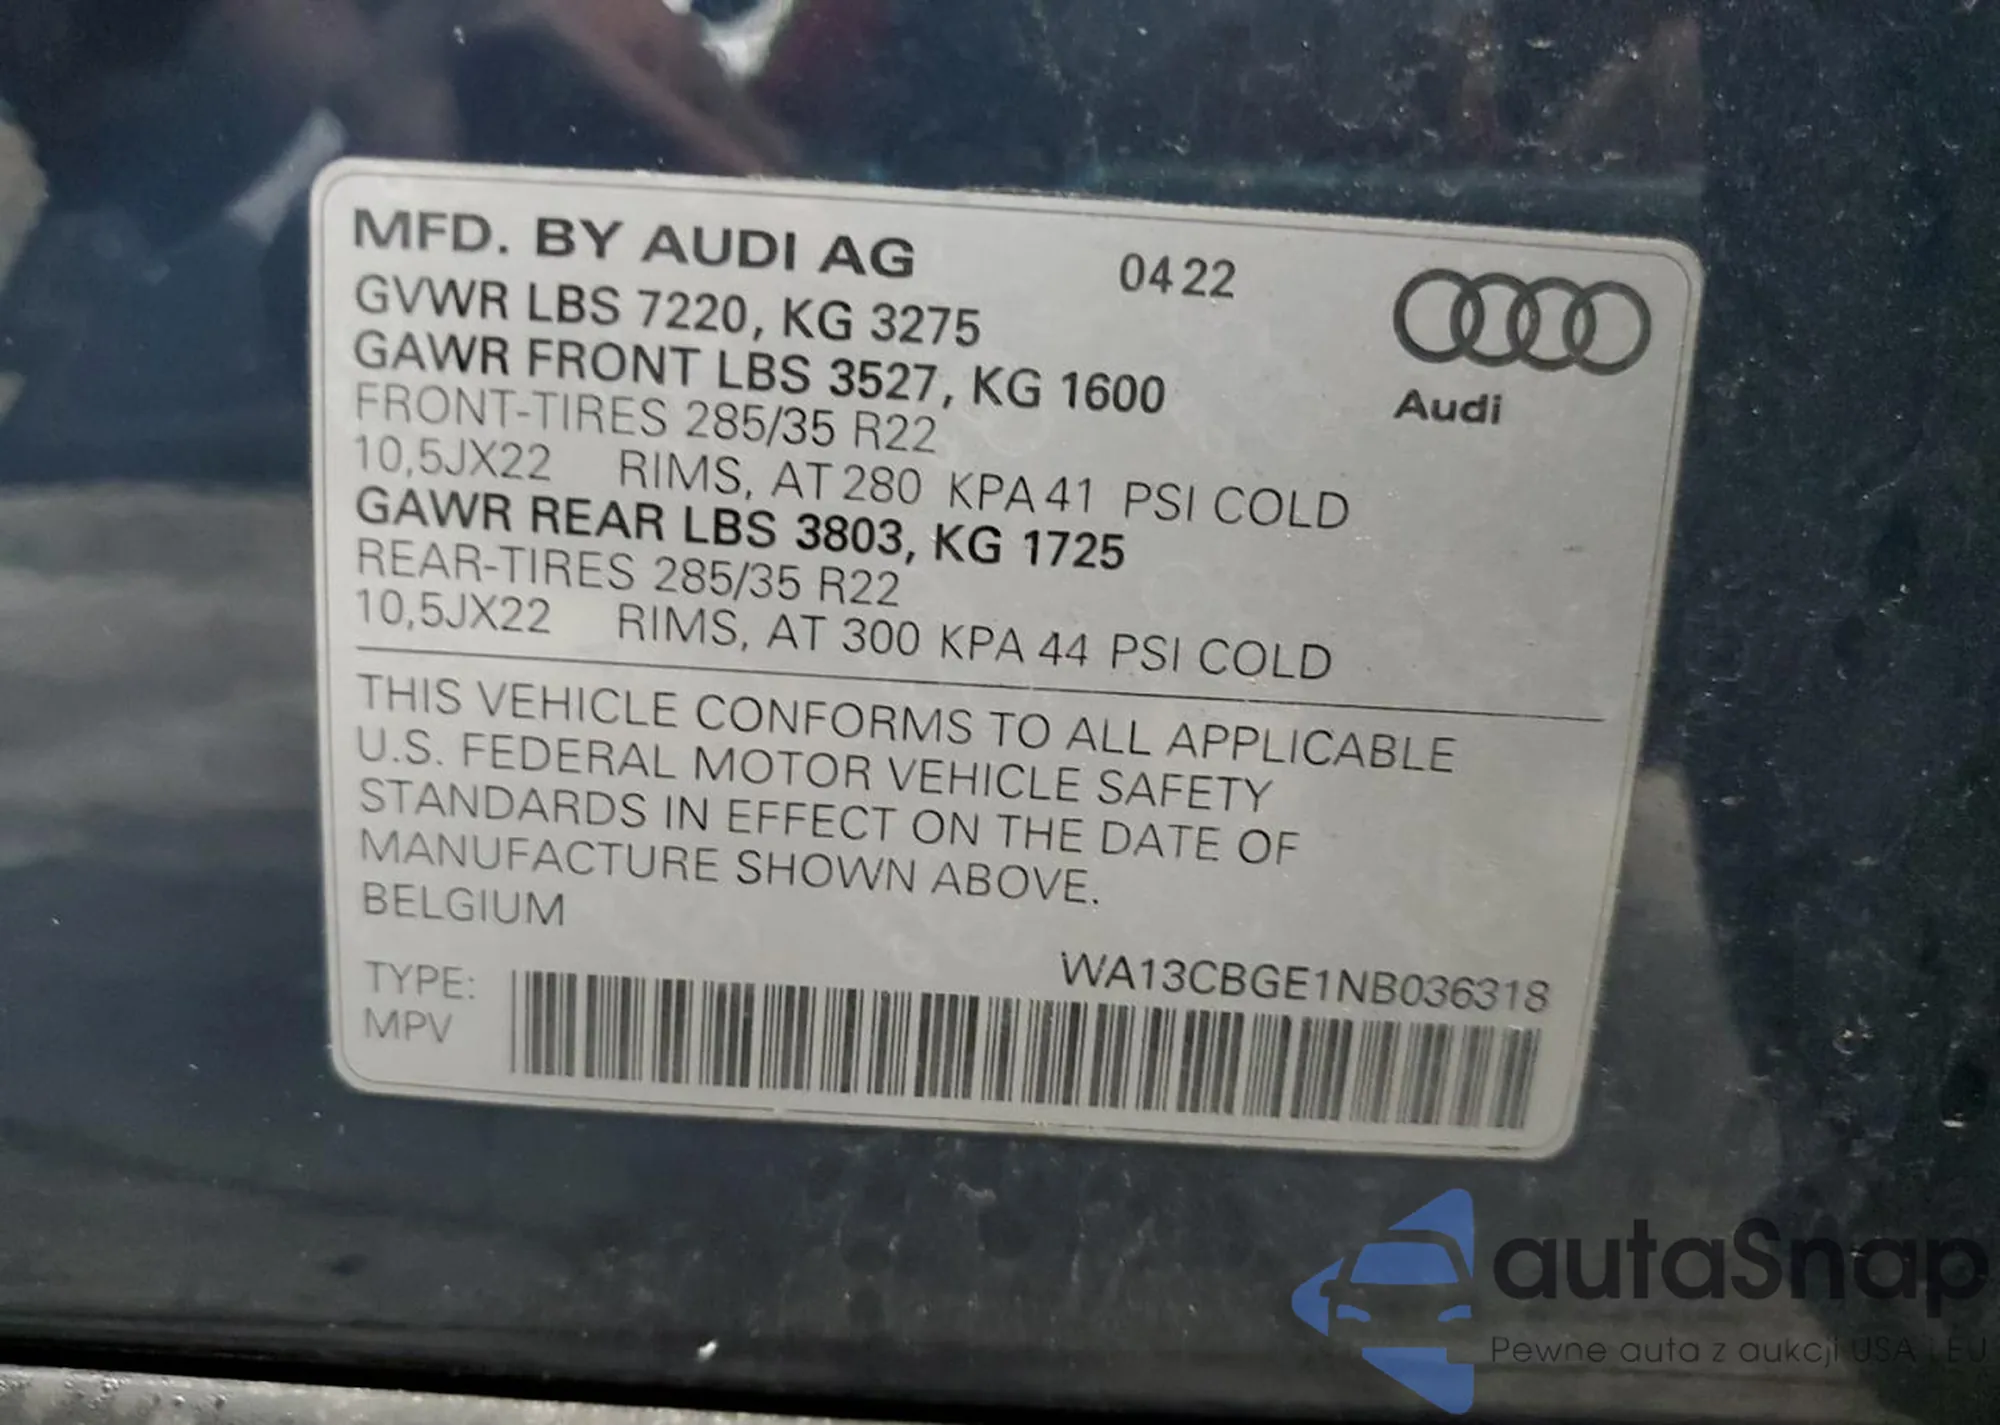 MFD. BY AUDI AG 0422
GVWR LBS 7220, KG 3275
GAWR FRONT LBS 3527, KG 1600
FRONT-TIRES 285/35 R22
10,5JX22 RIMS, AT 280 KPA 41 PSI COLD
GAWR REAR LBS 3803, KG 1725
REAR-TIRES 285/35 R22
10,5JX22 RIMS, AT 300 KPA 44 PSI COLD
Audi
THIS VEHICLE CONFORMS TO ALL APPLICABLE
U.S. FEDERAL MOTOR VEHICLE SAFETY
STANDARDS IN EFFECT ON THE DATE OF
MANUFACTURE SHOWN ABOVE.
BELGIUM
WA13CBGE1NB036318
TYPE:
MPV
autaSnap
Pewne auta z aukcji USA i EU